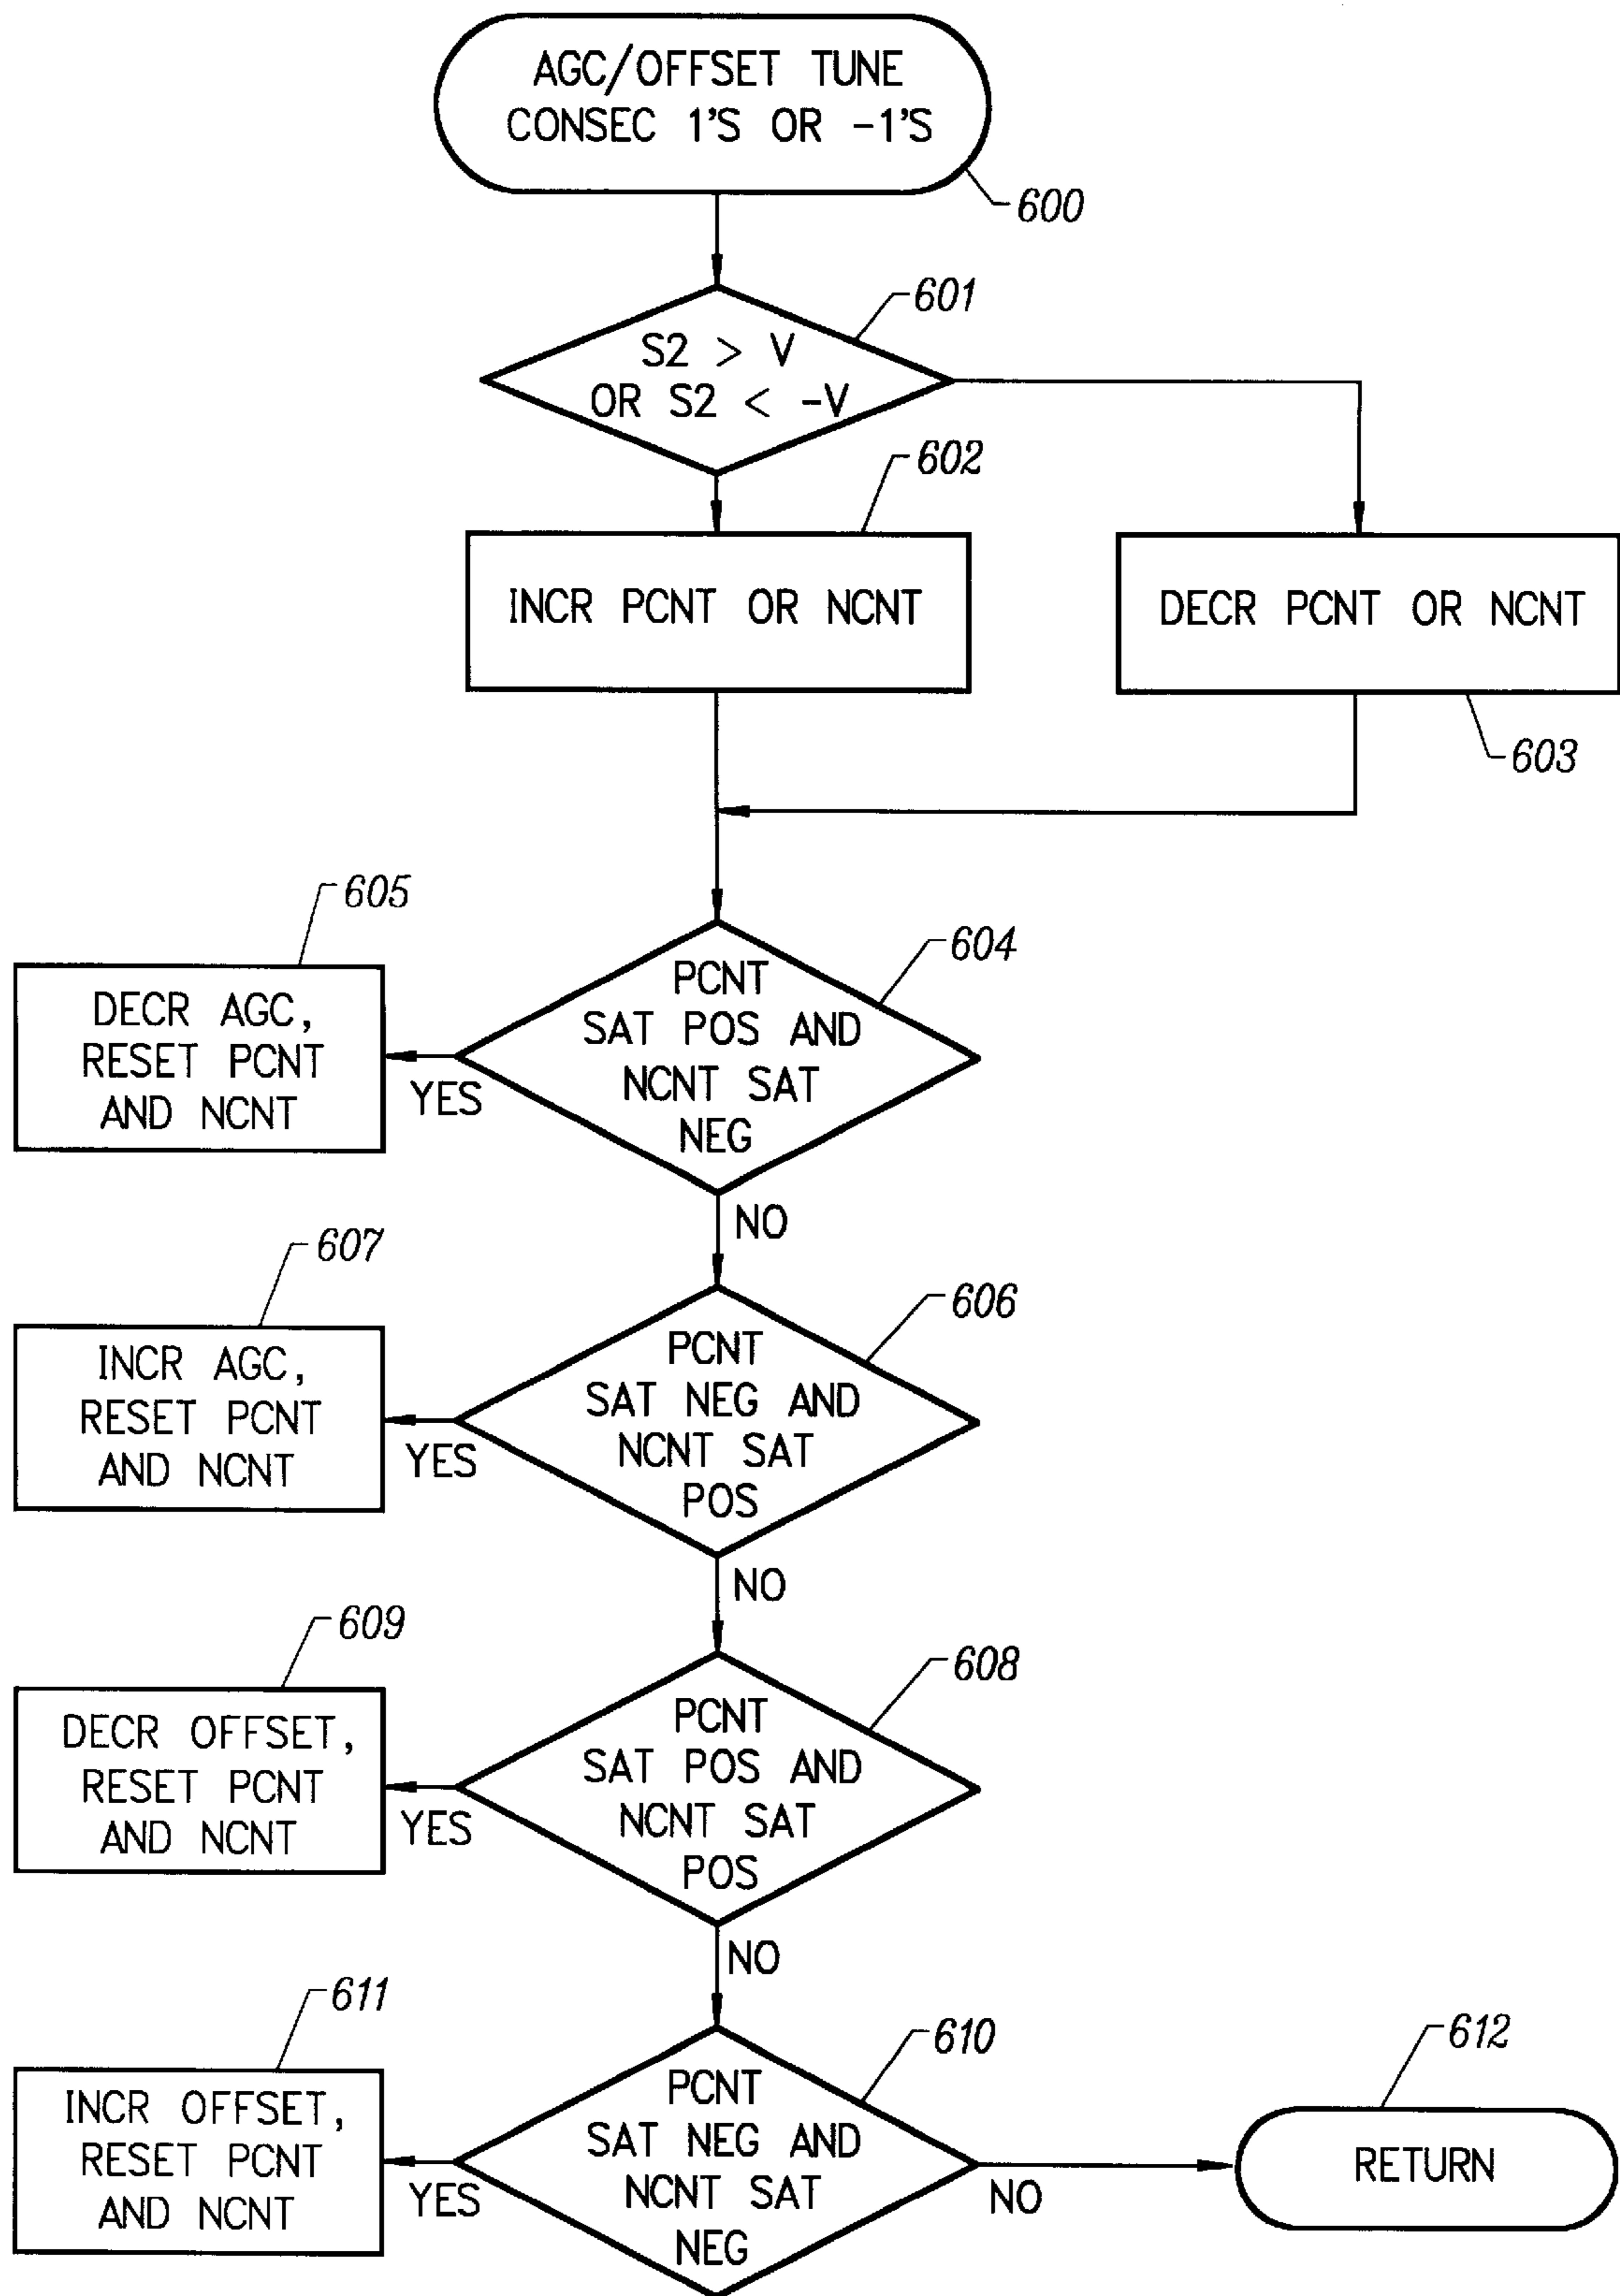 AGC/OFFSET TUNE
CONSEC 1'S OR -1'S
600
601
S2 > V
OR S2 < -V
602
INCR PCNT OR NCNT
DECR PCNT OR NCNT
603
605
604
DECR AGC,
RESET PCNT
AND NCNT
YES
PCNT
SAT POS AND
NCNT SAT
NEG
NO
607
606
INCR AGC,
RESET PCNT
AND NCNT
YES
PCNT
SAT NEG AND
NCNT SAT
POS
NO
609
608
DECR OFFSET,
RESET PCNT
AND NCNT
YES
PCNT
SAT POS AND
NCNT SAT
POS
NO
611
610
612
INCR OFFSET,
RESET PCNT
AND NCNT
YES
PCNT
SAT NEG AND
NCNT SAT
NEG
NO
RETURN